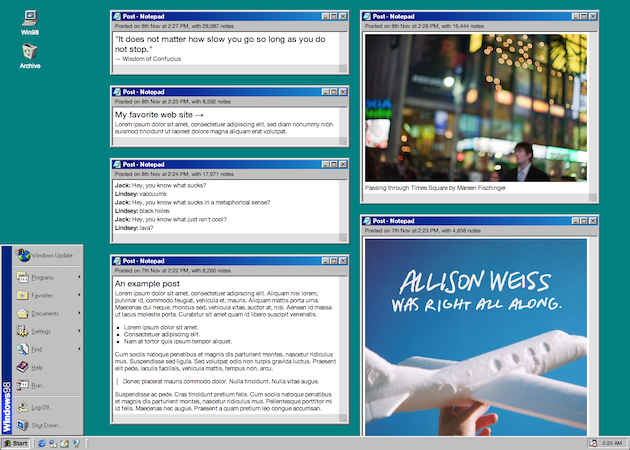 Win98
Archive
Post - Notepad
Posted on 8th Nov at 2:27 PM, with 29,087 notes
"It does not matter how slow you go so long as you do
not stop."
— Wisdom of Confucius
Post - Notepad
Posted on 8th Nov at 2:25 PM, with 8,592 notes
My favorite web site →
Lorem ipsum dolor sit amet, consectetuer adipiscing elit, sed diam nonummy nibh
euismod tincidunt ut laoreet dolore magna aliquam erat volutpat.
Post - Notepad
Posted on 8th Nov at 2:24 PM, with 17,971 notes
Jack: Hey, you know what sucks?
Lindsey: vaccuums
Jack: Hey, you know what sucks in a metaphorical sense?
Lindsey: black holes
Jack: Hey, you know what just isn't cool?
Lindsey: lava?
Post - Notepad
Posted on 7th Nov at 7:22 PM, with 8,260 notes
An example post
Lorem ipsum dolor sit amet, consectetuer adipiscing elit. Aliquam nisi lorem,
pulvinar id, commodo feugiat, vehicula et, mauris. Aliquam mattis porta urna.
Maecenas dui neque, rhoncus sed, vehicula vitae, auctor at, nisi. Aenean id massa
ut lacus molestie porta. Curabitur sit amet quam id libero suscipit venenatis.
• Lorem ipsum dolor sit amet.
• Consectetuer adipiscing elit.
• Nam at tortor quis ipsum tempor aliquet.
Cum sociis natoque penatibus et magnis dis parturient montes, nascetur ridiculus
mus. Suspendisse sed ligula. Sed volutpat odio non turpis gravida luctus. Praesent
elit pede, iaculis facilisis, vehicula mattis, tempus non, arcu.
Donec placerat mauris commodo dolor. Nulla tincidunt. Nulla vitae augue.
Suspendisse ac pede. Cras tincidunt pretium felis. Cum sociis natoque penatibus
et magnis dis parturient montes, nascetur ridiculus mus. Pellentesque porttitor mi
id felis. Maecenas nec augue. Praesent a quam pretium leo congue accumsan.
Post - Notepad
Posted on 8th Nov at 2:26 PM, with 16,444 notes
Passing through Times Square by Mareen Fischinger
Post - Notepad
Posted on 7th Nov at 2:23 PM, with 4,658 notes
ALLISON WEISS
WAS RIGHT ALL ALONG.
Windows Update
Programs
Favorites
Documents
Settings
Find
Help
Run...
Log Off...
Shut Down...
Windows98
Start
5:25 AM